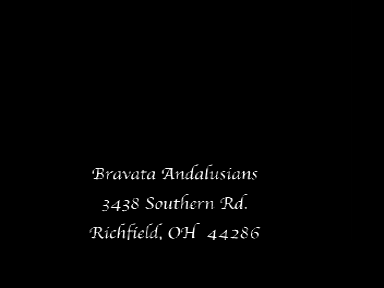 Bravata Andalusians
3438 Southern Rd.
Richfield, OH 44286